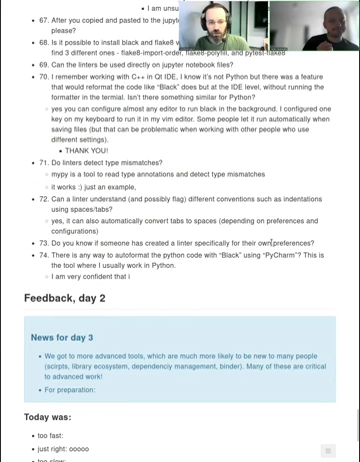 I am unsu
67. After you copied and pasted to the jupyte
please?
68. Is it possible to install black and flake8 v
find 3 different ones - flake8-import-order, flake8-polyfill, and pytest-flake8
69. Can the linters be used directly on jupyter notebook files?
70. I remember working with C++ in Qt IDE, I know it's not Python but there was a feature
that would reformat the code like "Black" does but at the IDE level, without running the
formatter in the termial. Isn't there something similar for Python?
yes you can configure almost any editor to run black in the background. I configured one
key on my keyboard to run it in my vim editor. Some people let it run automatically when
saving files (but that can be problematic when working with other people who use
different settings).
THANK YOU!
71. Do linters detect type mismatches?
mypy is a tool to read type annotations and detect type mismatches
it works :) just an example,
72. Can a linter understand (and possibly flag) different conventions such as indentations
using spaces/tabs?
yes, it can also automatically convert tabs to spaces (depending on preferences and
configurations)
73. Do you know if someone has created a linter specifically for their own preferences?
74. There is any way to autoformat the python code with "Black" using "PyCharm"? This is
the tool where I usually work in Python.
I am very confident that i
Feedback, day 2
News for day 3
We got to more advanced tools, which are much more likely to be new to many people
(scirpts, library ecosystem, dependenciy management, binder). Many of these are critical
to advanced work!
For preparation:
Today was:
too fast:
just right: ooooo
too slow: